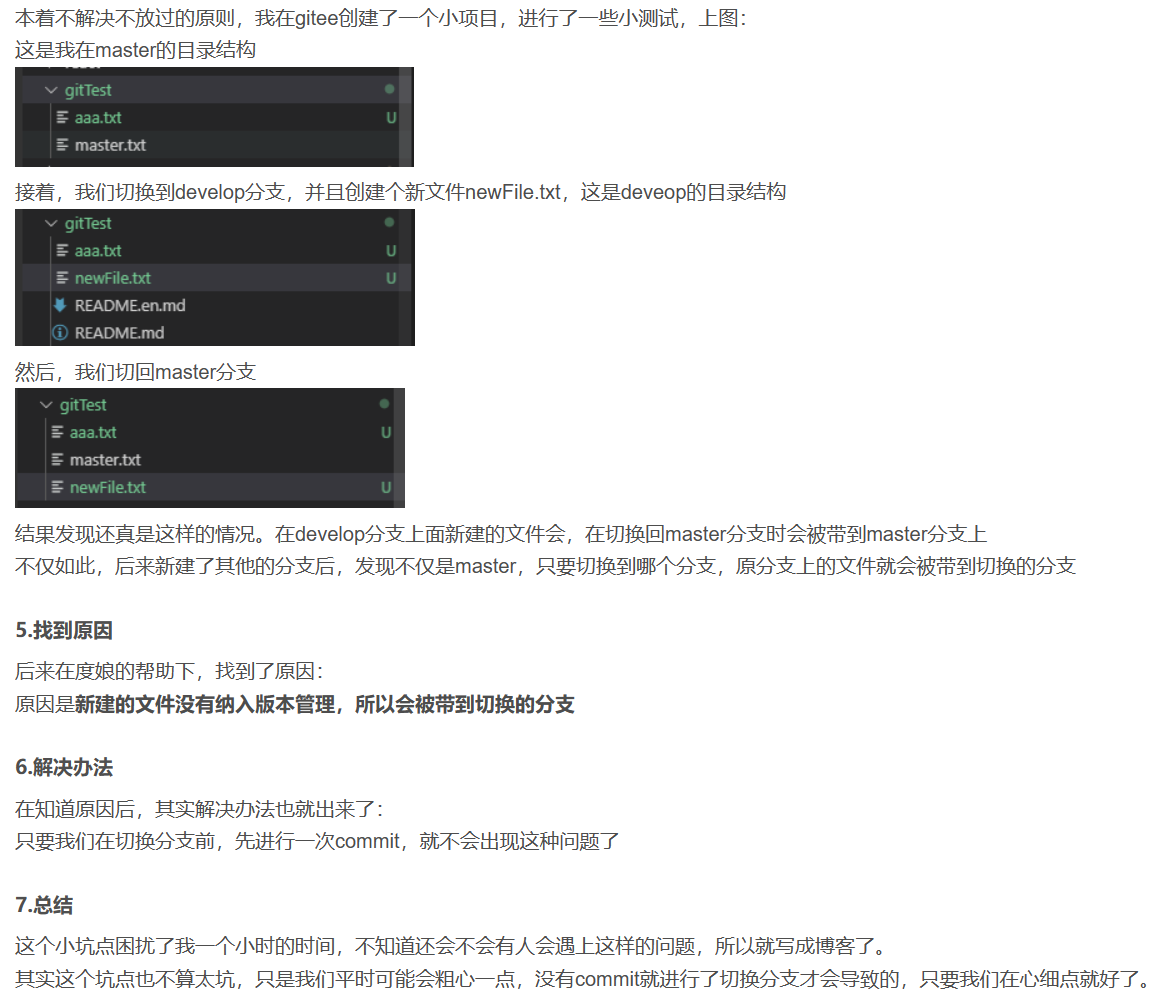 本着不解决不放过的原则，我在gitee创建了一个小项目，进行了一些小测试，上图：
这是我在master的目录结构
gitTest
aaa.txt U
master.txt
接着，我们切换到develop分支，并且创建个新文件newFile.txt，这是deveop的目录结构
gitTest
aaa.txt U
newFile.txt U
README.en.md
README.md
然后，我们切回master分支
gitTest
aaa.txt U
master.txt
newFile.txt U
结果发现还真是这样的情况。在develop分支上面新建的文件会，在切换回master分支时会被带到master分支上
不仅如此，后来新建了其他的分支后，发现不仅是master，只要切换到哪个分支，原分支上的文件就会被带到切换的分支
5.找到原因
后来在度娘的帮助下，找到了原因：
原因是新建的文件没有纳入版本管理，所以会被带到切换的分支
6.解决办法
在知道原因后，其实解决办法也就出来了：
只要我们在切换分支前，先进行一次commit，就不会出现这种问题了
7.总结
这个小坑点困扰了我一个小时的时间，不知道还会不会有人会遇上这样的问题，所以就写成博客了。
其实这个坑点也不算太坑，只是我们平时可能会粗心一点，没有commit就进行了切换分支才会导致的，只要我们在心细点就好了。